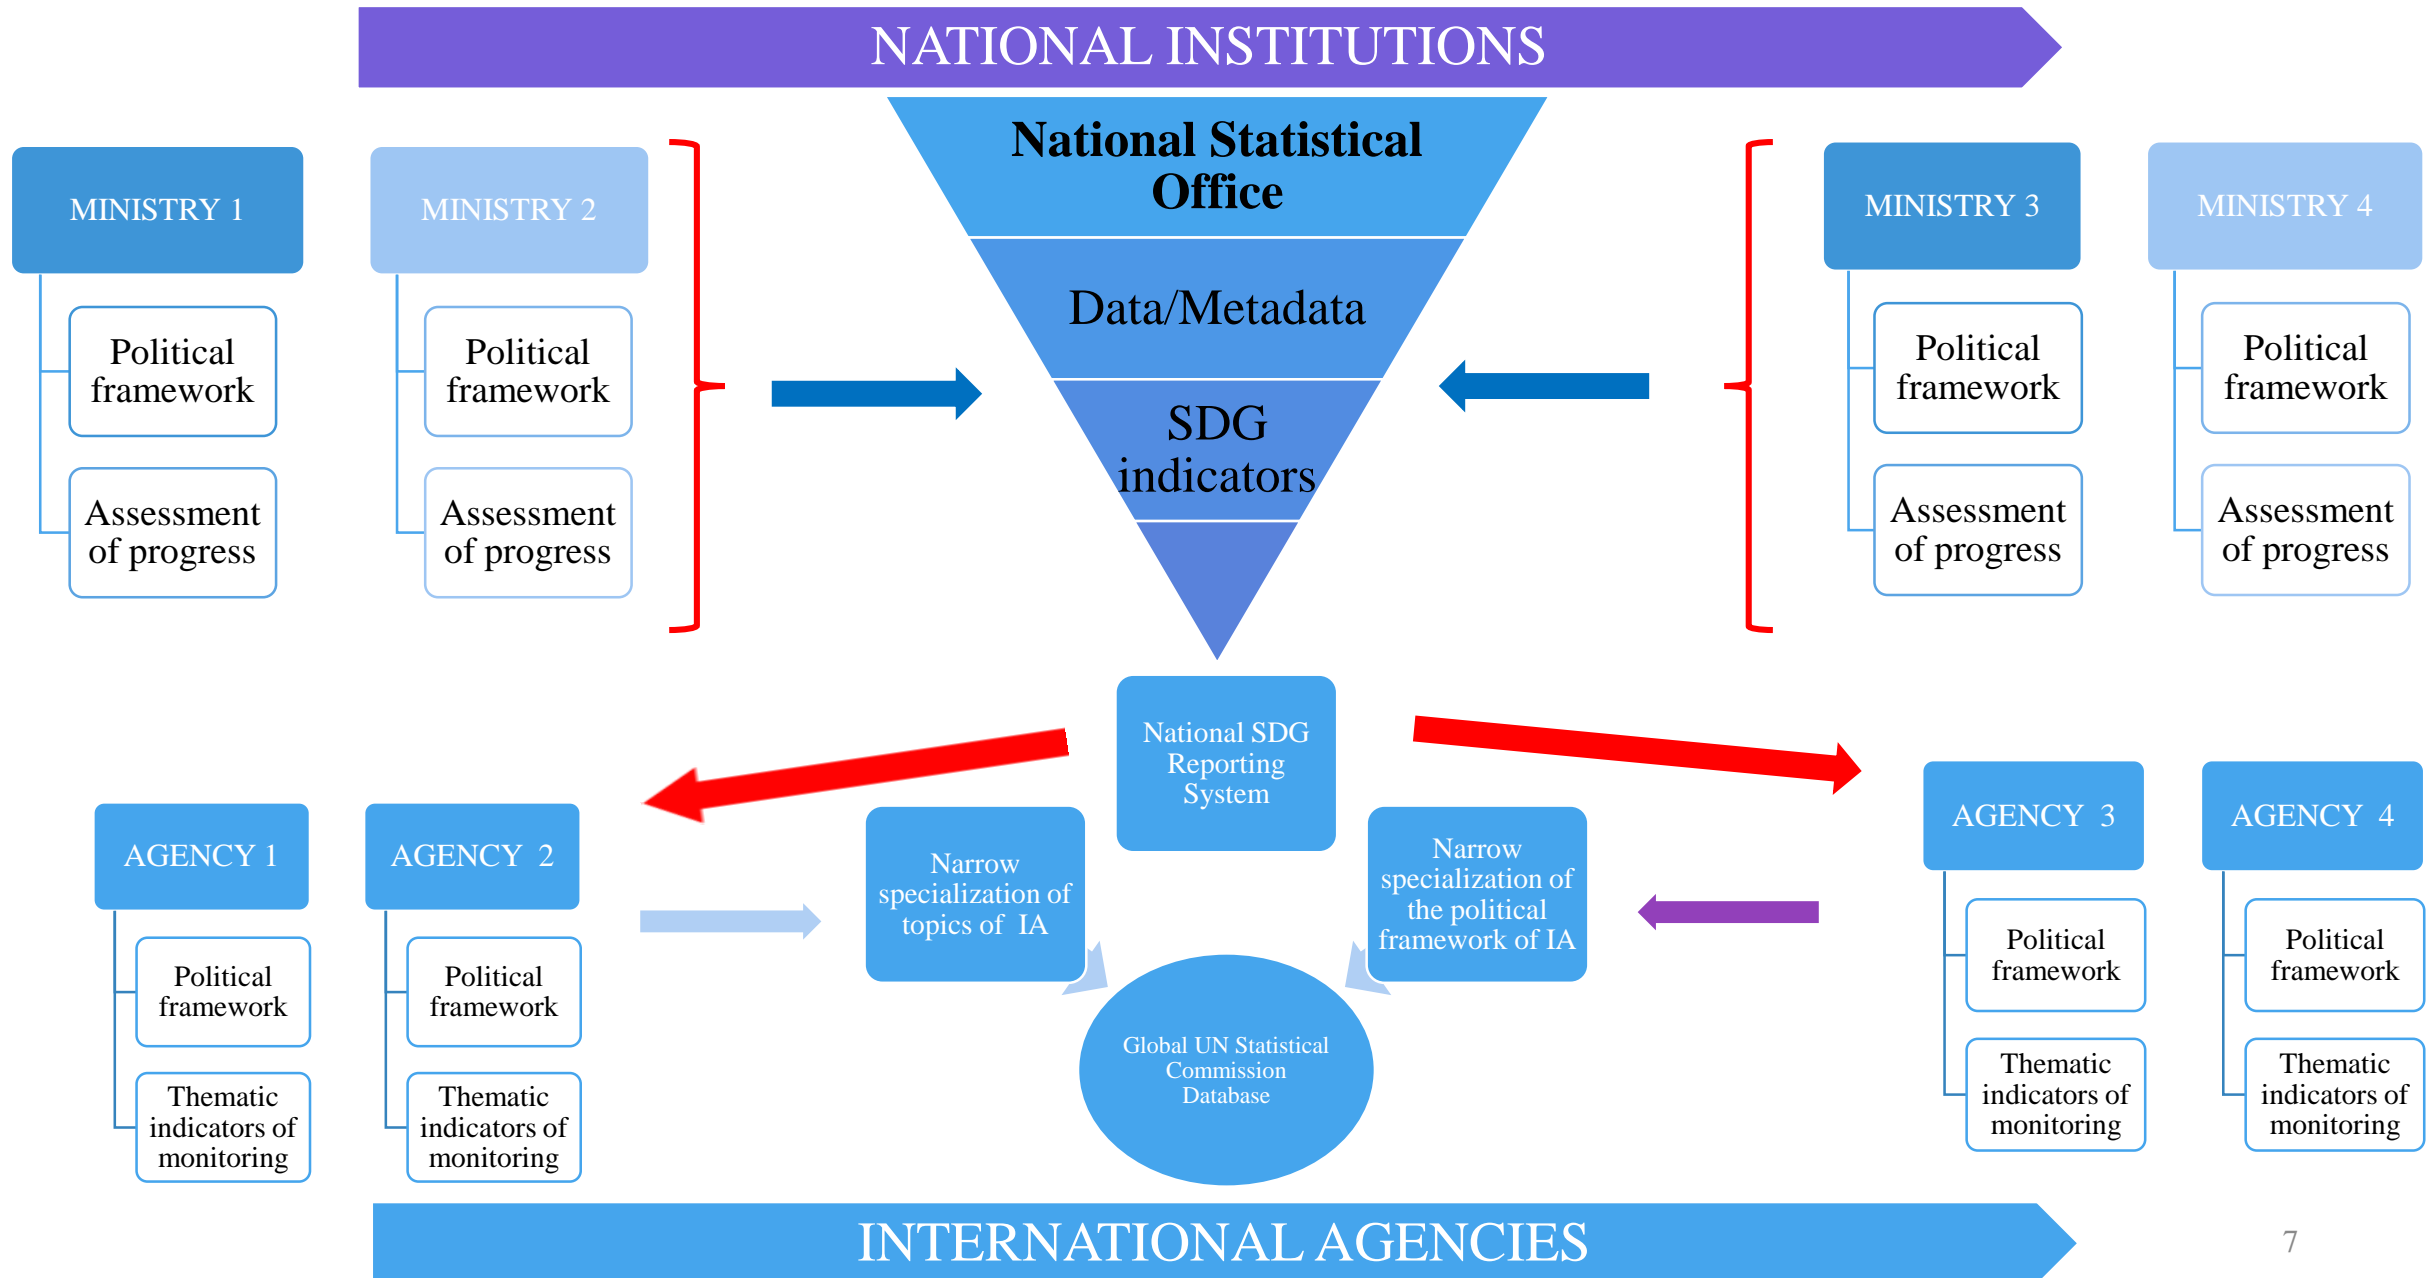 NATIONAL INSTITUTIONS
MINISTRY 1
Political
framework
Assessment
of progress
MINISTRY 2
Political
framework
Assessment
of progress
National Statistical
Office
Data/Metadata
SDG
indicators
MINISTRY 3
Political
framework
Assessment
of progress
MINISTRY 4
Political
framework
Assessment
of progress
National SDG
Reporting
System
AGENCY 1
Political
framework
Thematic
indicators of
monitoring
AGENCY 2
Political
framework
Thematic
indicators of
monitoring
Narrow
specialization of
topics of IA
Narrow
specialization of
the political
framework of IA
Global UN Statistical
Commission
Database
AGENCY 3
Political
framework
Thematic
indicators of
monitoring
AGENCY 4
Political
framework
Thematic
indicators of
monitoring
INTERNATIONAL AGENCIES
7